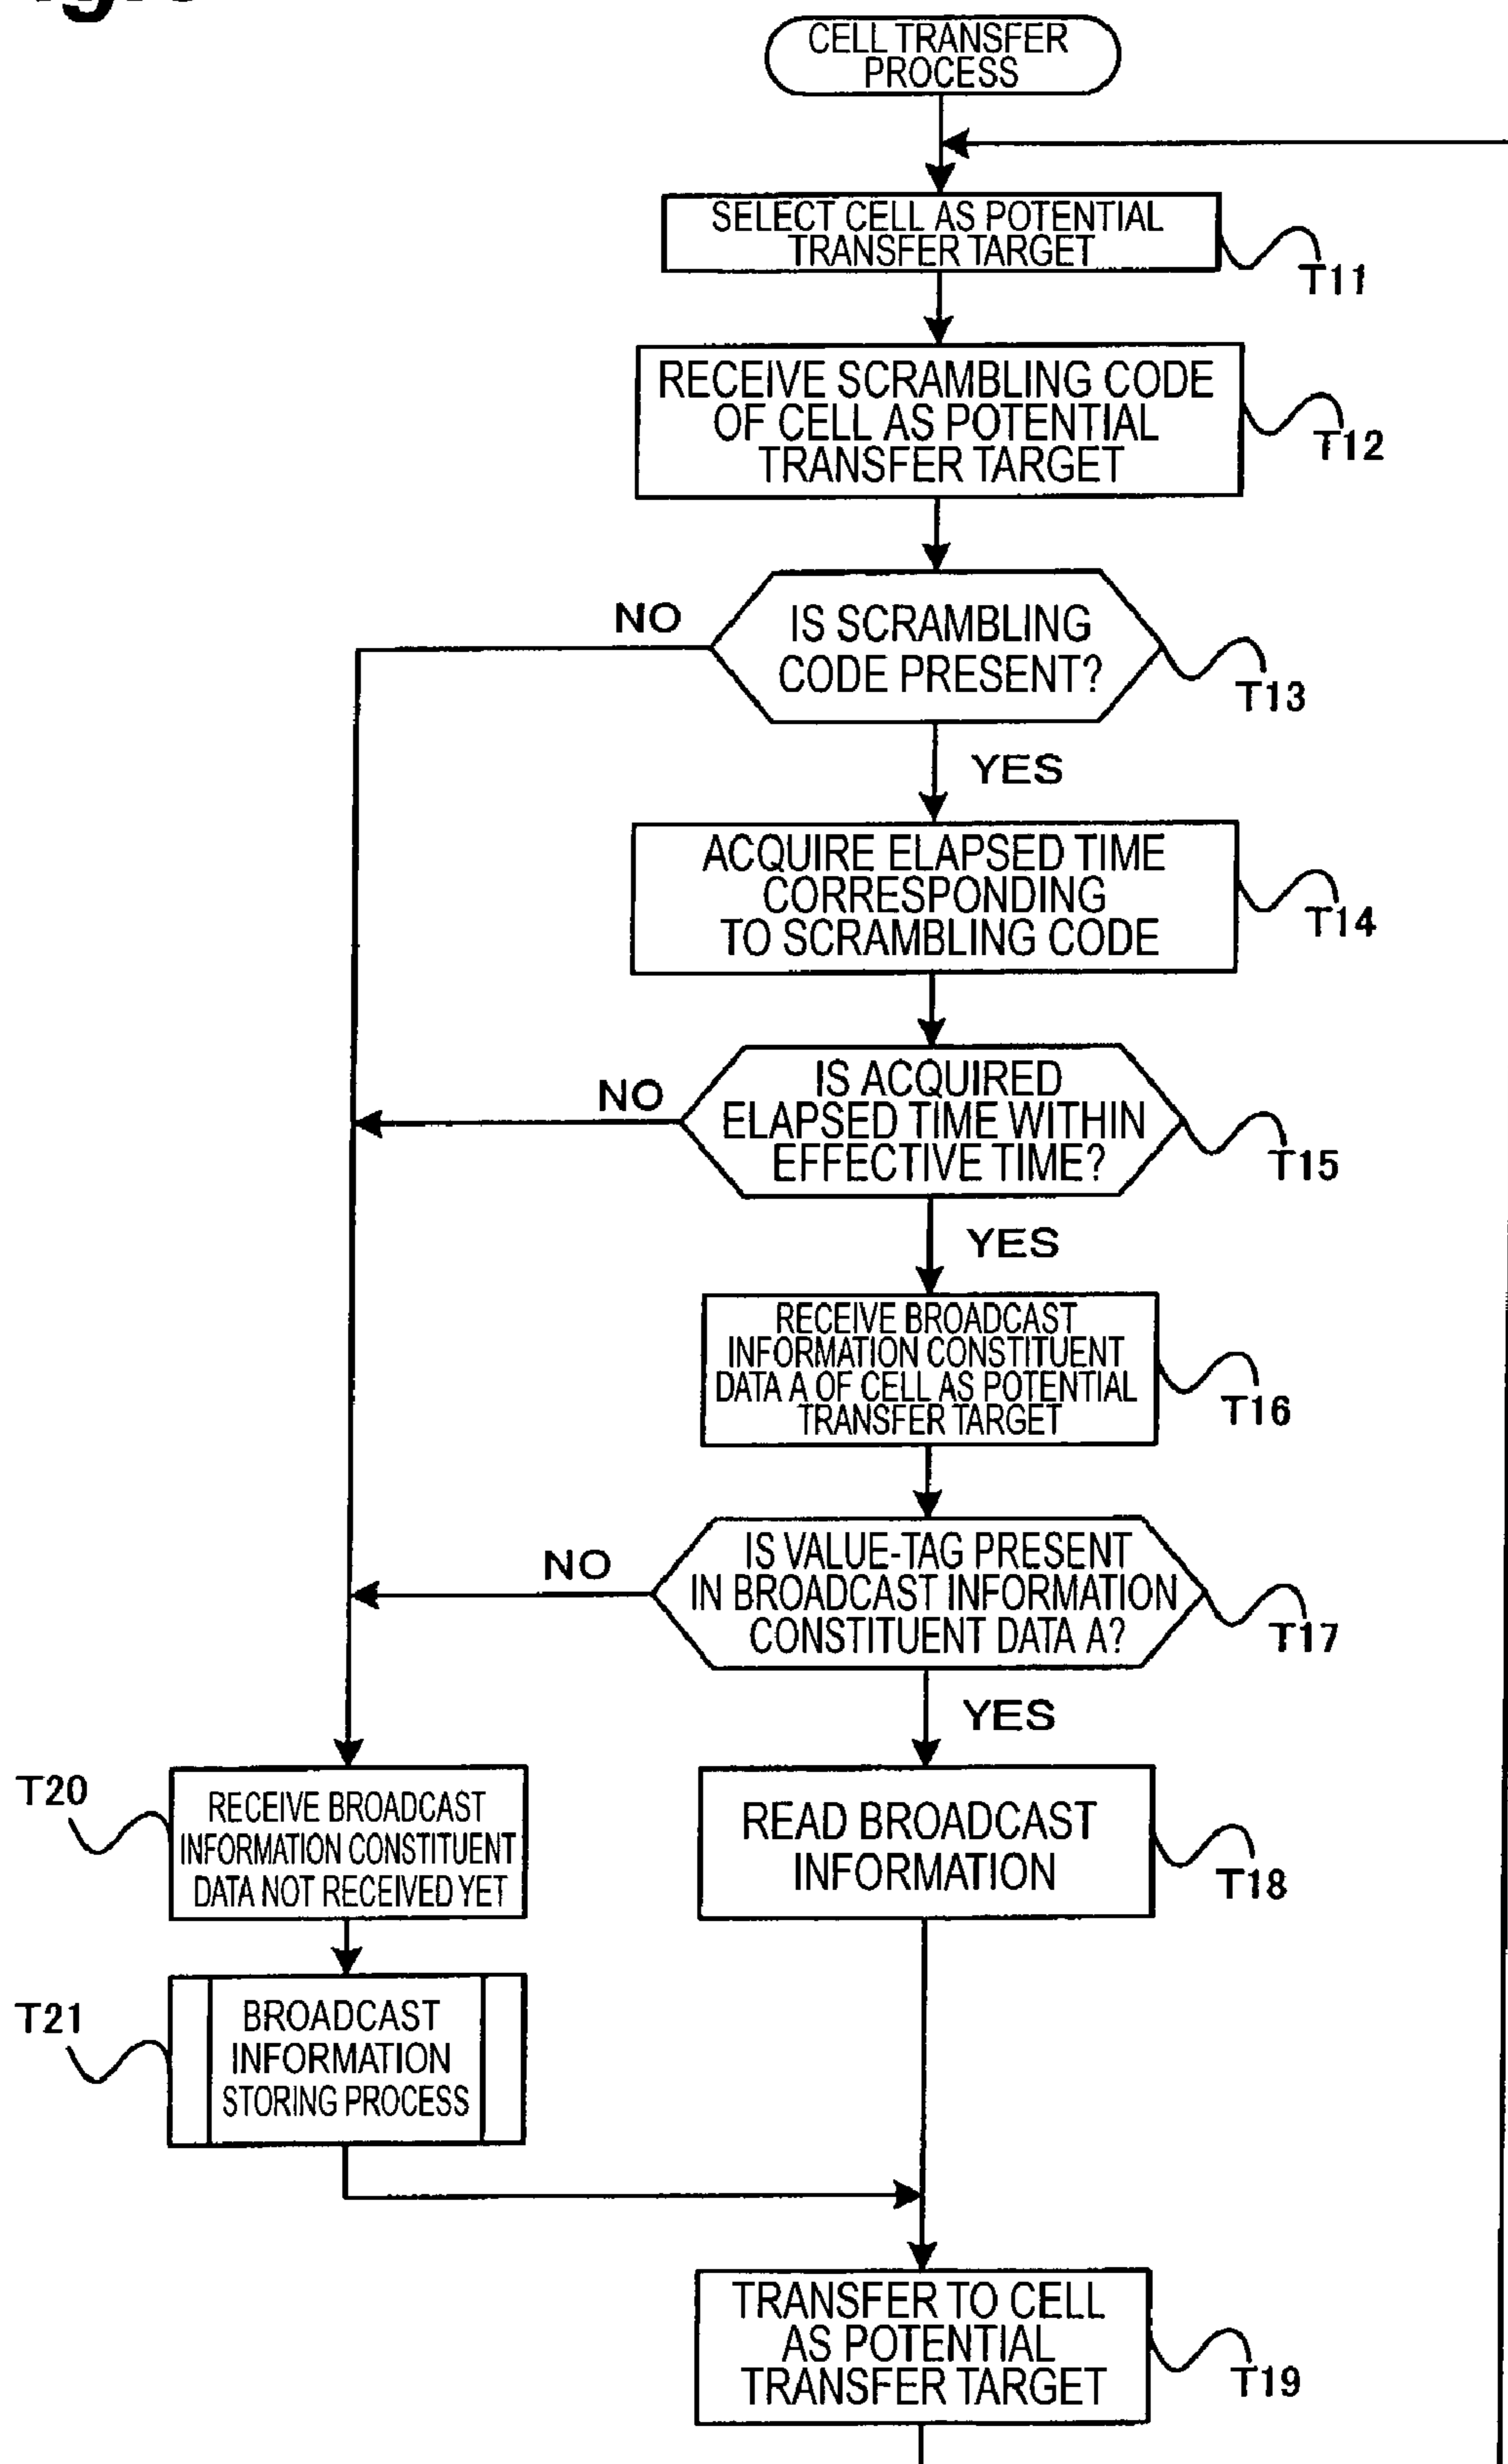 CELL TRANSFER
PROCESS
SELECT CELL AS POTENTIAL
TRANSFER TARGET
T11
RECEIVE SCRAMBLING CODE
OF CELL AS POTENTIAL
TRANSFER TARGET
T12
NO
IS SCRAMBLING
CODE PRESENT?
T13
YES
ACQUIRE ELAPSED TIME
CORRESPONDING
TO SCRAMBLING CODE
T14
NO
IS ACQUIRED
ELAPSED TIME WITHIN
EFFECTIVE TIME?
T15
YES
RECEIVE BROADCAST
INFORMATION CONSTITUENT
DATA A OF CELL AS POTENTIAL
TRANSFER TARGET
T16
NO
IS VALUE-TAG PRESENT
IN BROADCAST INFORMATION
CONSTITUENT DATA A?
T17
YES
T20
RECEIVE BROADCAST
INFORMATION CONSTITUENT
DATA NOT RECEIVED YET
READ BROADCAST
INFORMATION
T18
T21
BROADCAST
INFORMATION
STORING PROCESS
TRANSFER TO CELL
AS POTENTIAL
TRANSFER TARGET
T19